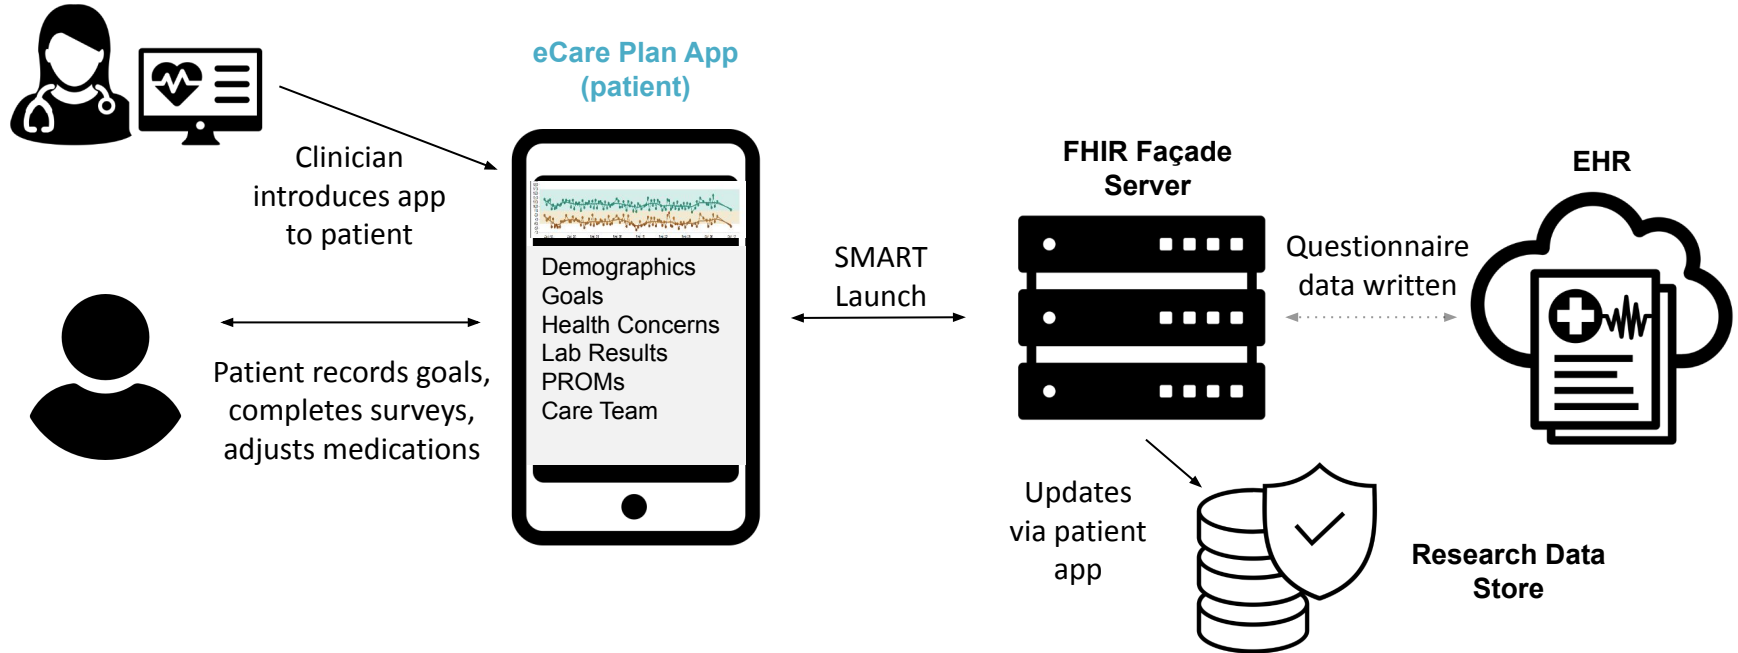 eCare Plan App
(patient)
Clinician
introduces app
to patient
Demographics
Goals
Health Concerns
Lab Results
PROMs
Care Team
Patient records goals,
completes surveys,
adjusts medications
SMART
Launch
FHIR Façade
Server
Questionnaire
data written
EHR
Updates
via patient
app
Research Data
Store